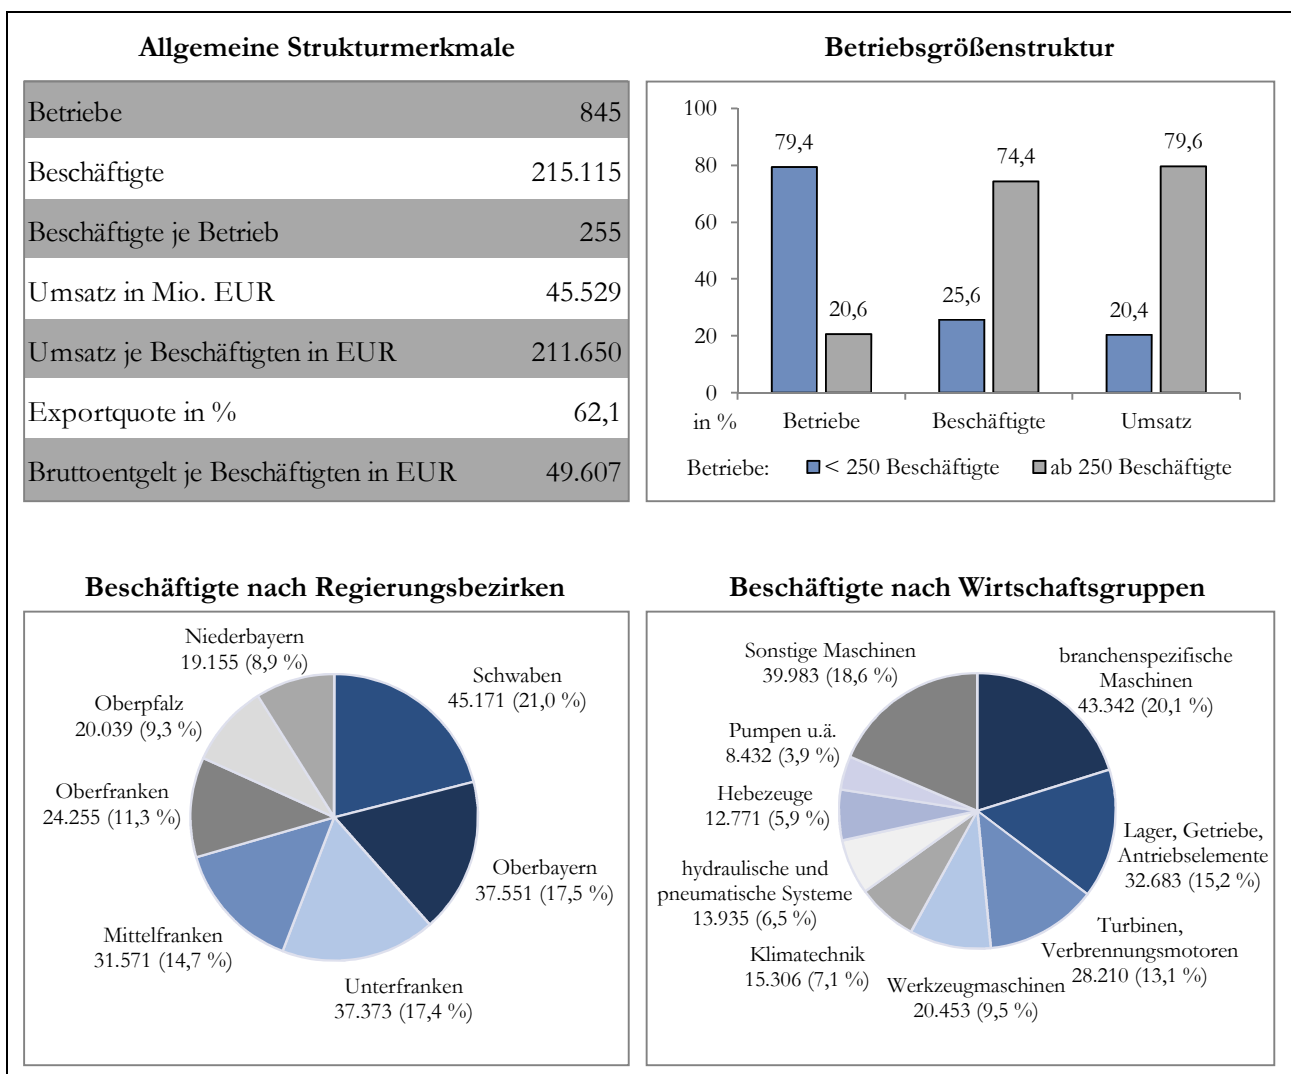 Allgemeine Strukturmerkmale
Betriebe 845
Beschäftigte 215.115
Beschäftigte je Betrieb 255
Umsatz in Mio. EUR 45.529
Umsatz je Beschäftigten in EUR 211.650
Exportquote in % 62,1
Bruttoentgelt je Beschäftigten in EUR 49.607
Betriebsgrößenstruktur
100
80
60
40
20
0
in %
79,4
20,6
25,6
74,4
20,4
79,6
Betriebe Beschäftigte Umsatz
Betriebe: < 250 Beschäftigte ab 250 Beschäftigte
Beschäftigte nach Regierungsbezirken
Niederbayern
19.155 (8,9 %)
Schwaben
45.171 (21,0 %)
Oberpfalz
20.039 (9,3 %)
Oberfranken
24.255 (11,3 %)
Oberbayern
37.551 (17,5 %)
Mittelfranken
31.571 (14,7 %)
Unterfranken
37.373 (17,4 %)
Beschäftigte nach Wirtschaftsgruppen
Sonstige Maschinen
39.983 (18,6 %)
branchenspezifische
Maschinen
43.342 (20,1 %)
Pumpen u.ä.
8.432 (3,9 %)
Hebezeuge
12.771 (5,9 %)
Lager, Getriebe,
Antriebselemente
32.683 (15,2 %)
hydraulische und
pneumatische Systeme
13.935 (6,5 %)
Turbinen,
Verbrennungsmotoren
28.210 (13,1 %)
Klimatechnik
15.306 (7,1 %)
Werkzeugmaschinen
20.453 (9,5 %)